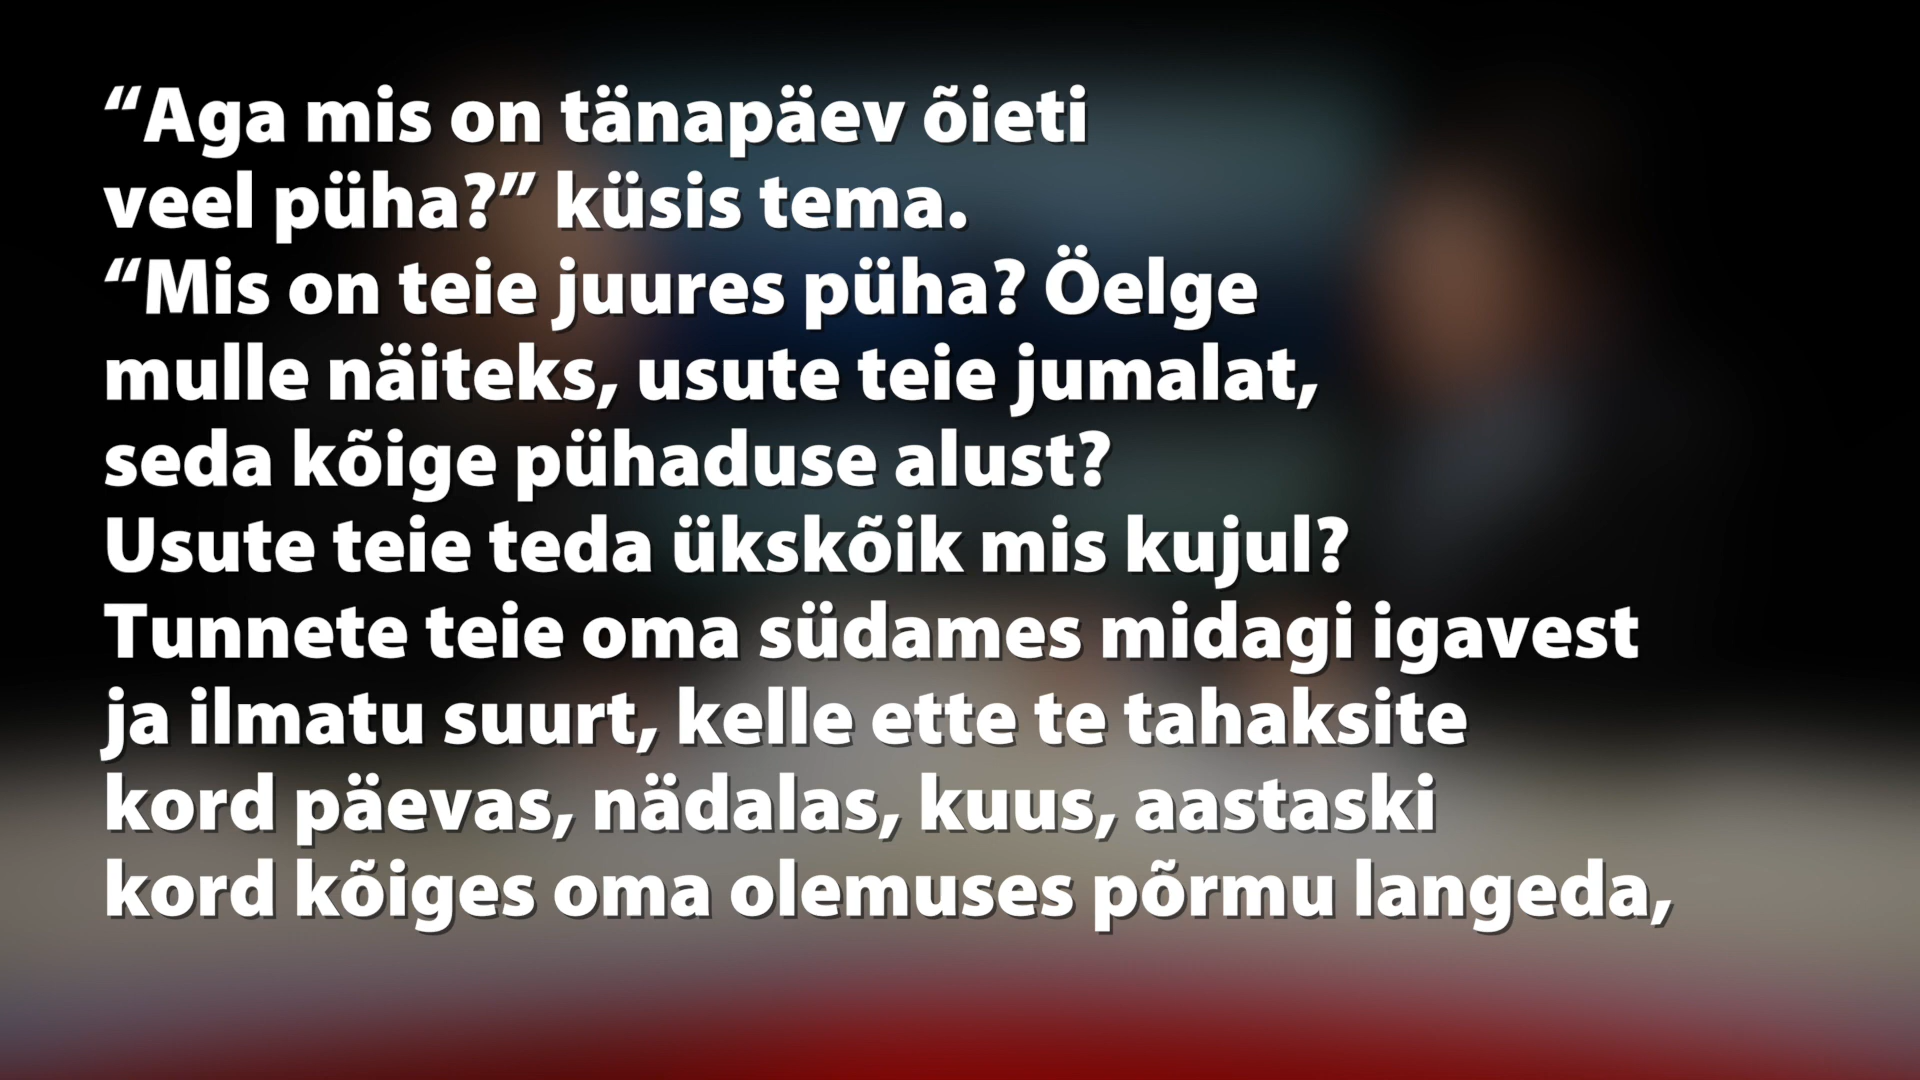 “Aga mis on tänapäev õieti
veel püha?” küsis tema.
“Mis on teie juures püha? Öelge
mulle näiteks, usute teie jumalat,
seda kõige pühaduse alust?
Usute teie teda ükskõik mis kujul?
Tunnete teie oma südames midagi igavest
ja ilmatu suurt, kelle ette te tahaksite
kord päevas, nädalas, kuus, aastaski
kord kõiges oma olemuses põrmu langeda,